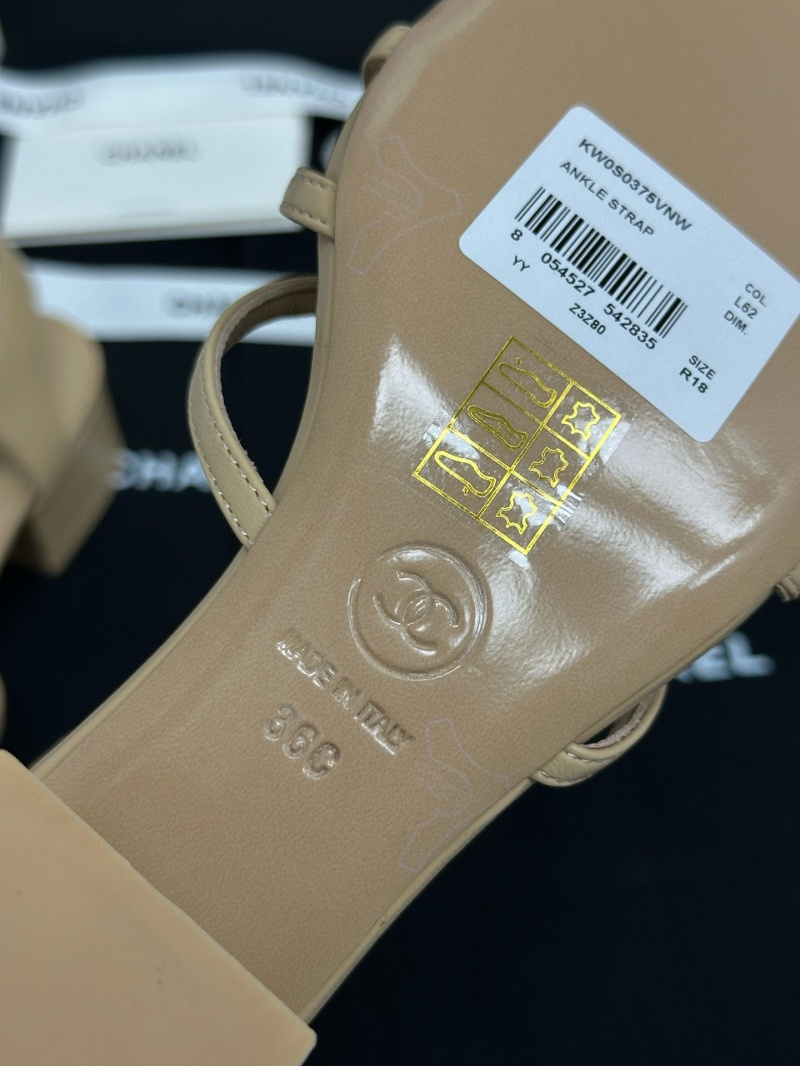 CHANEL
CHANEL
CHANEL
KW0S0375VNW
ANKLE STRAP
8 054527 542835
YY
Z3Z80
COL.
L62
DIM.
SIZE
R18
MADE IN ITALY
36C